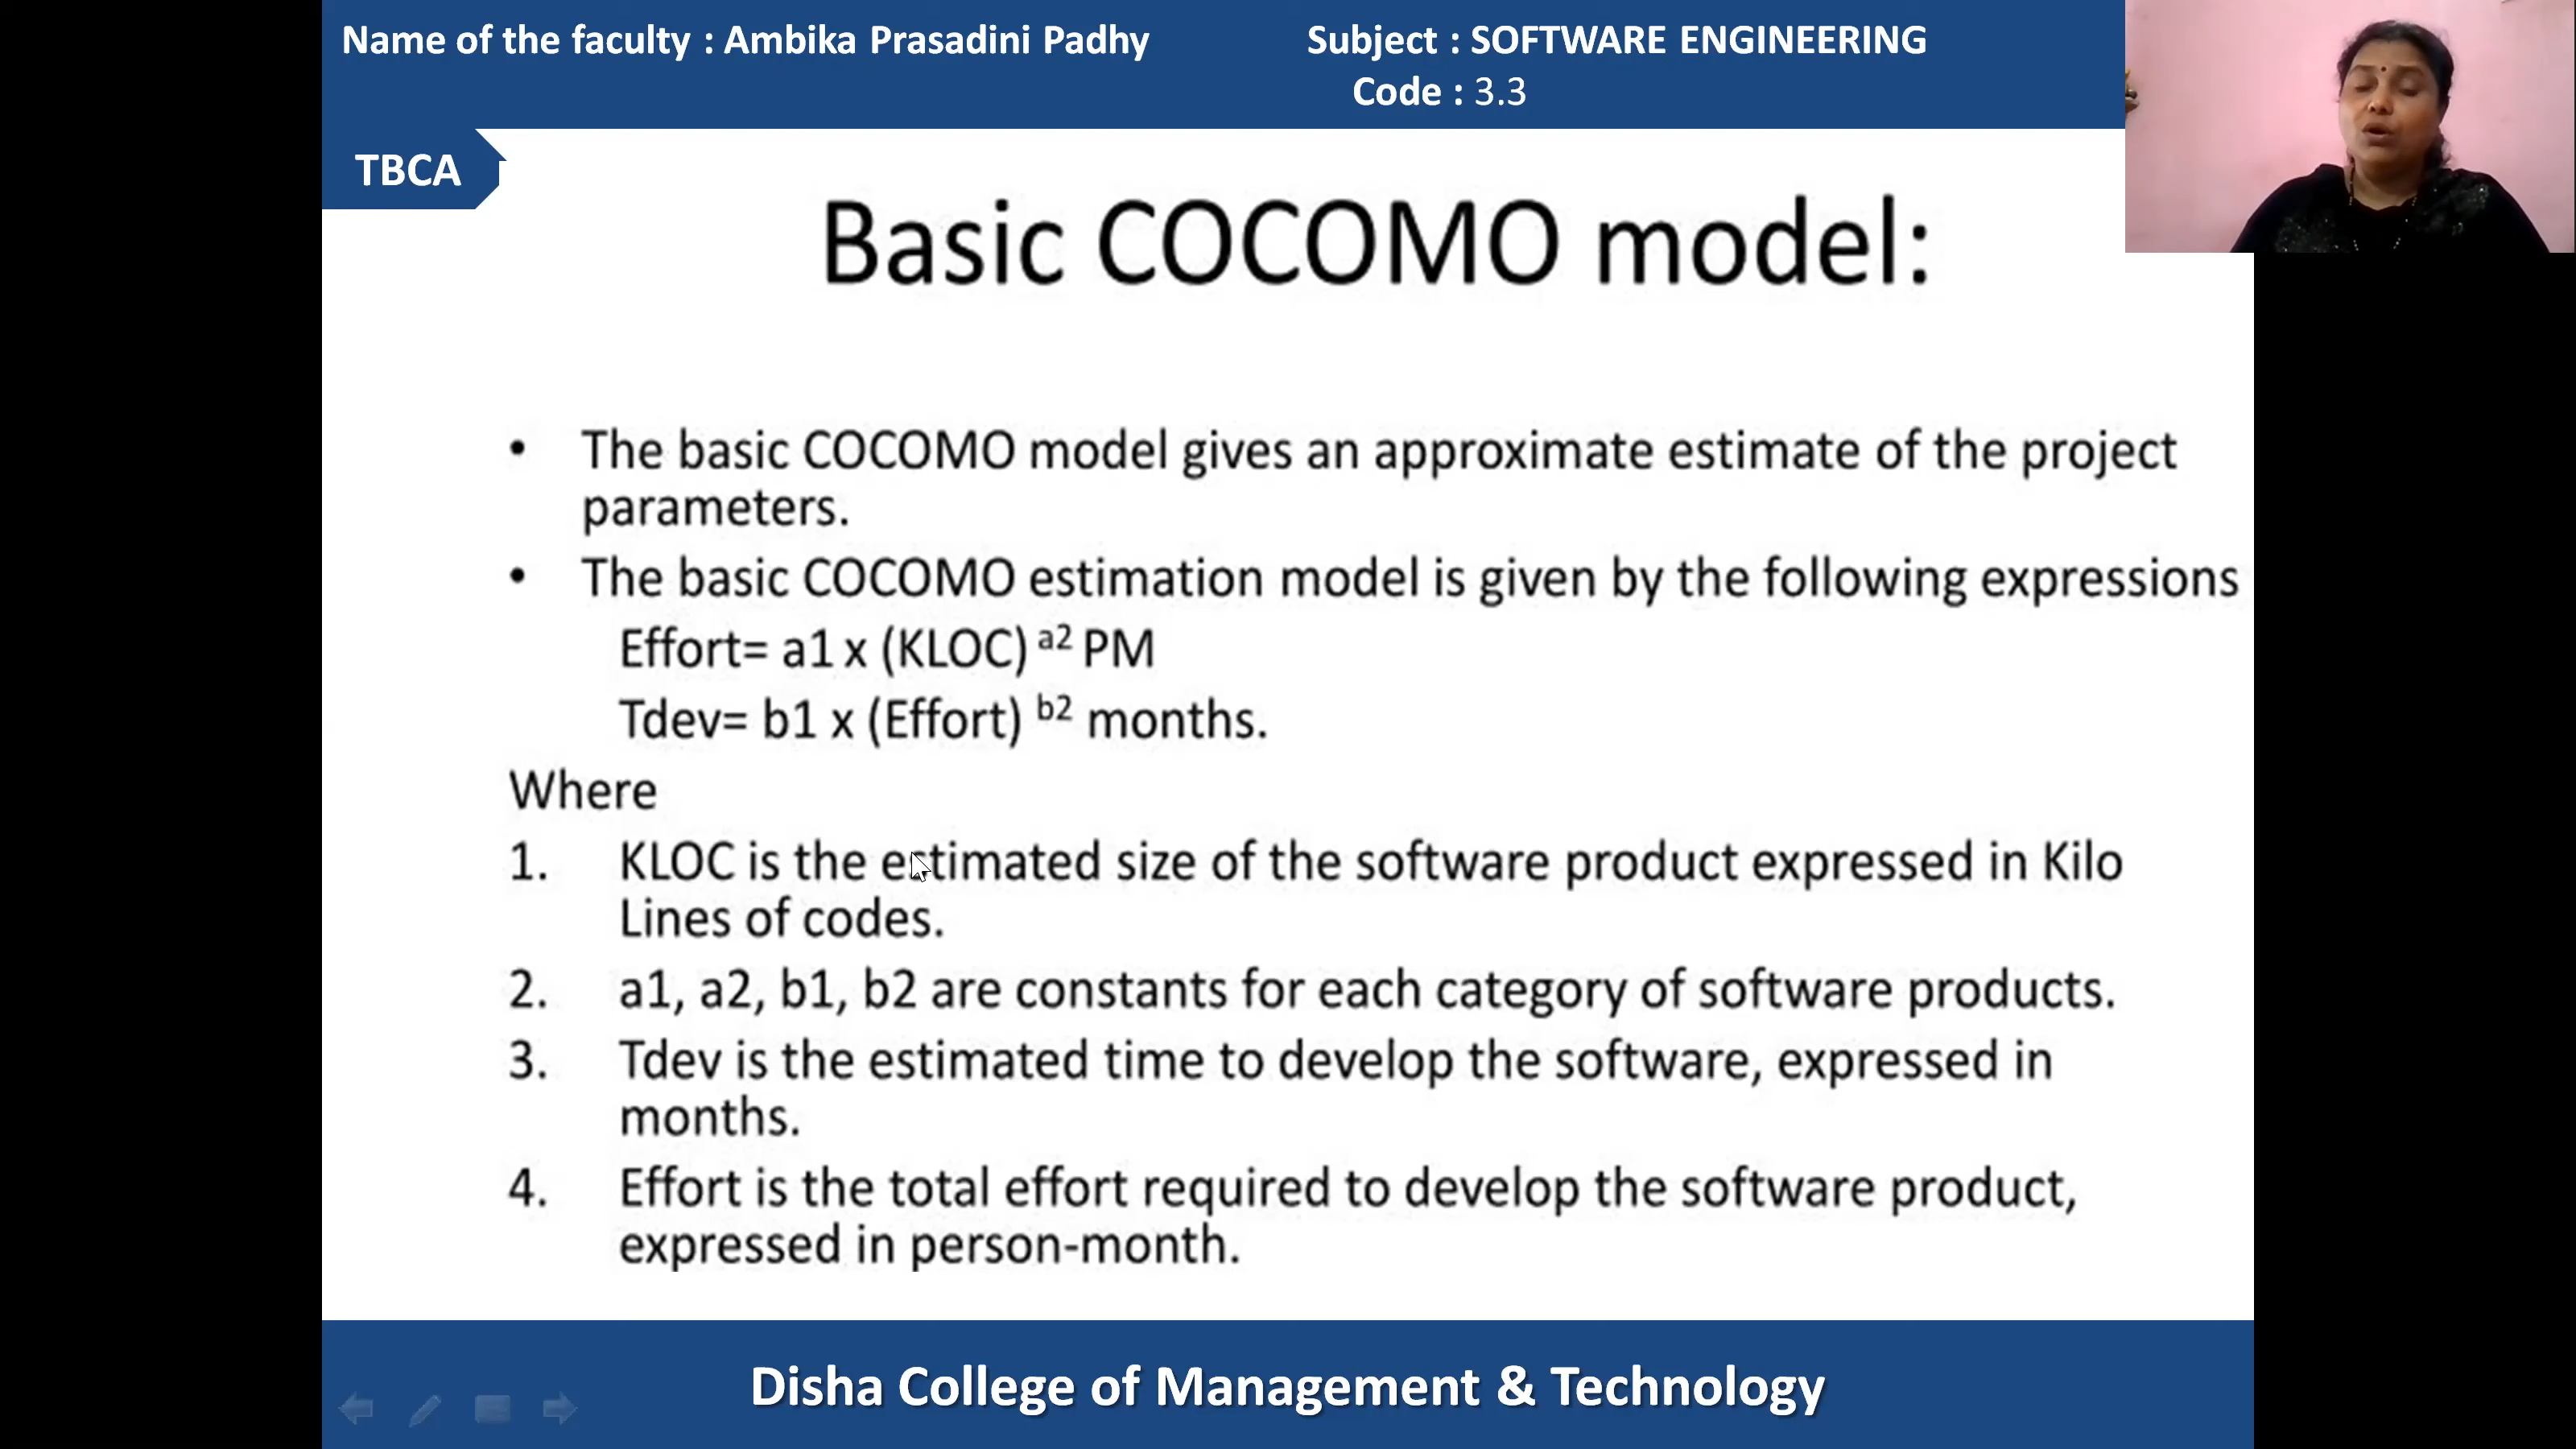 Name of the faculty : Ambika Prasadini Padhy
Subject : SOFTWARE ENGINEERING
Code : 3.3
TBCA
Basic COCOMO model:
• The basic COCOMO model gives an approximate estimate of the project
parameters.
• The basic COCOMO estimation model is given by the following expressions
Effort= a1 x (KLOC) a2 PM
Tdev= b1 x (Effort) b2 months.
Where
1. KLOC is the estimated size of the software product expressed in Kilo
Lines of codes.
2. a1, a2, b1, b2 are constants for each category of software products.
3. Tdev is the estimated time to develop the software, expressed in
months.
4. Effort is the total effort required to develop the software product,
expressed in person-month.
Disha College of Management & Technology